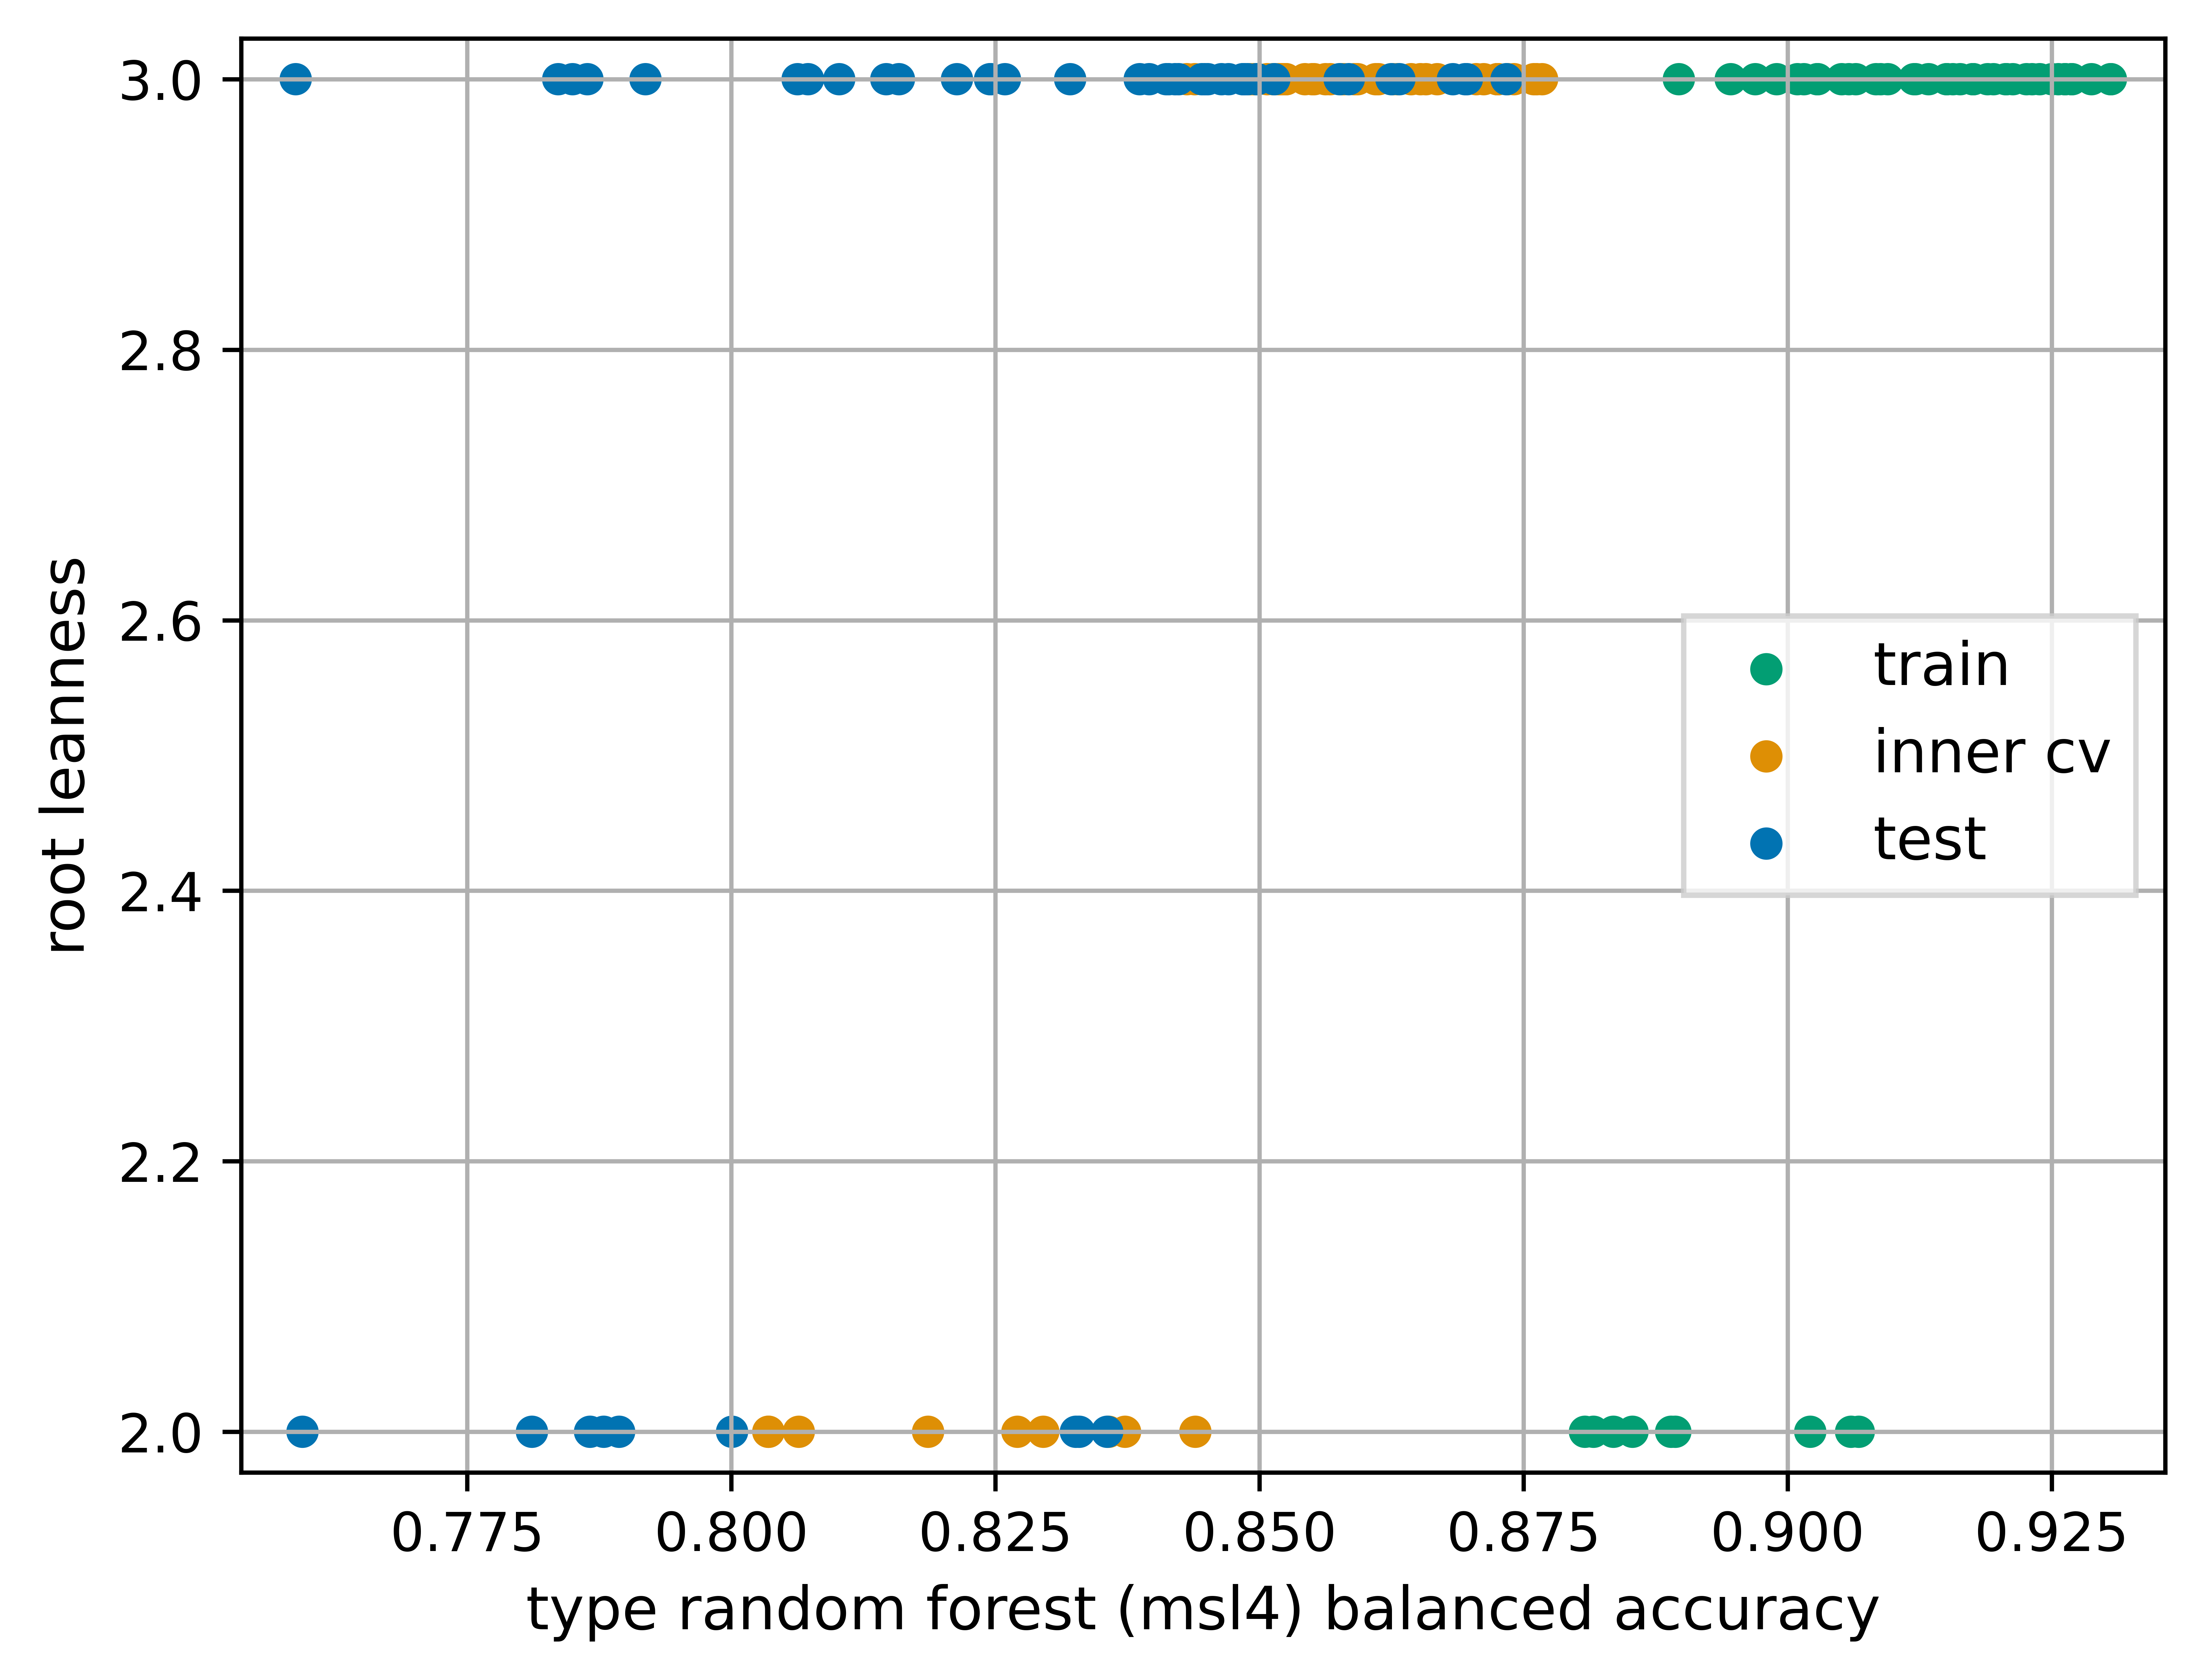 3.0
2.8
2.6
2.4
2.2
2.0
root leanness
train
inner cv
test
0.775 0.800 0.825 0.850 0.875 0.900 0.925
type random forest (msl4) balanced accuracy